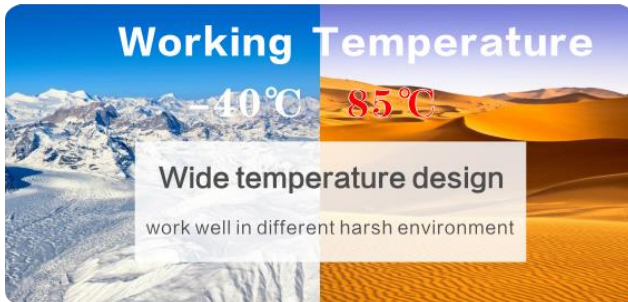 Working Temperature
-40℃ 85℃
Wide temperature design
work well in different harsh environment